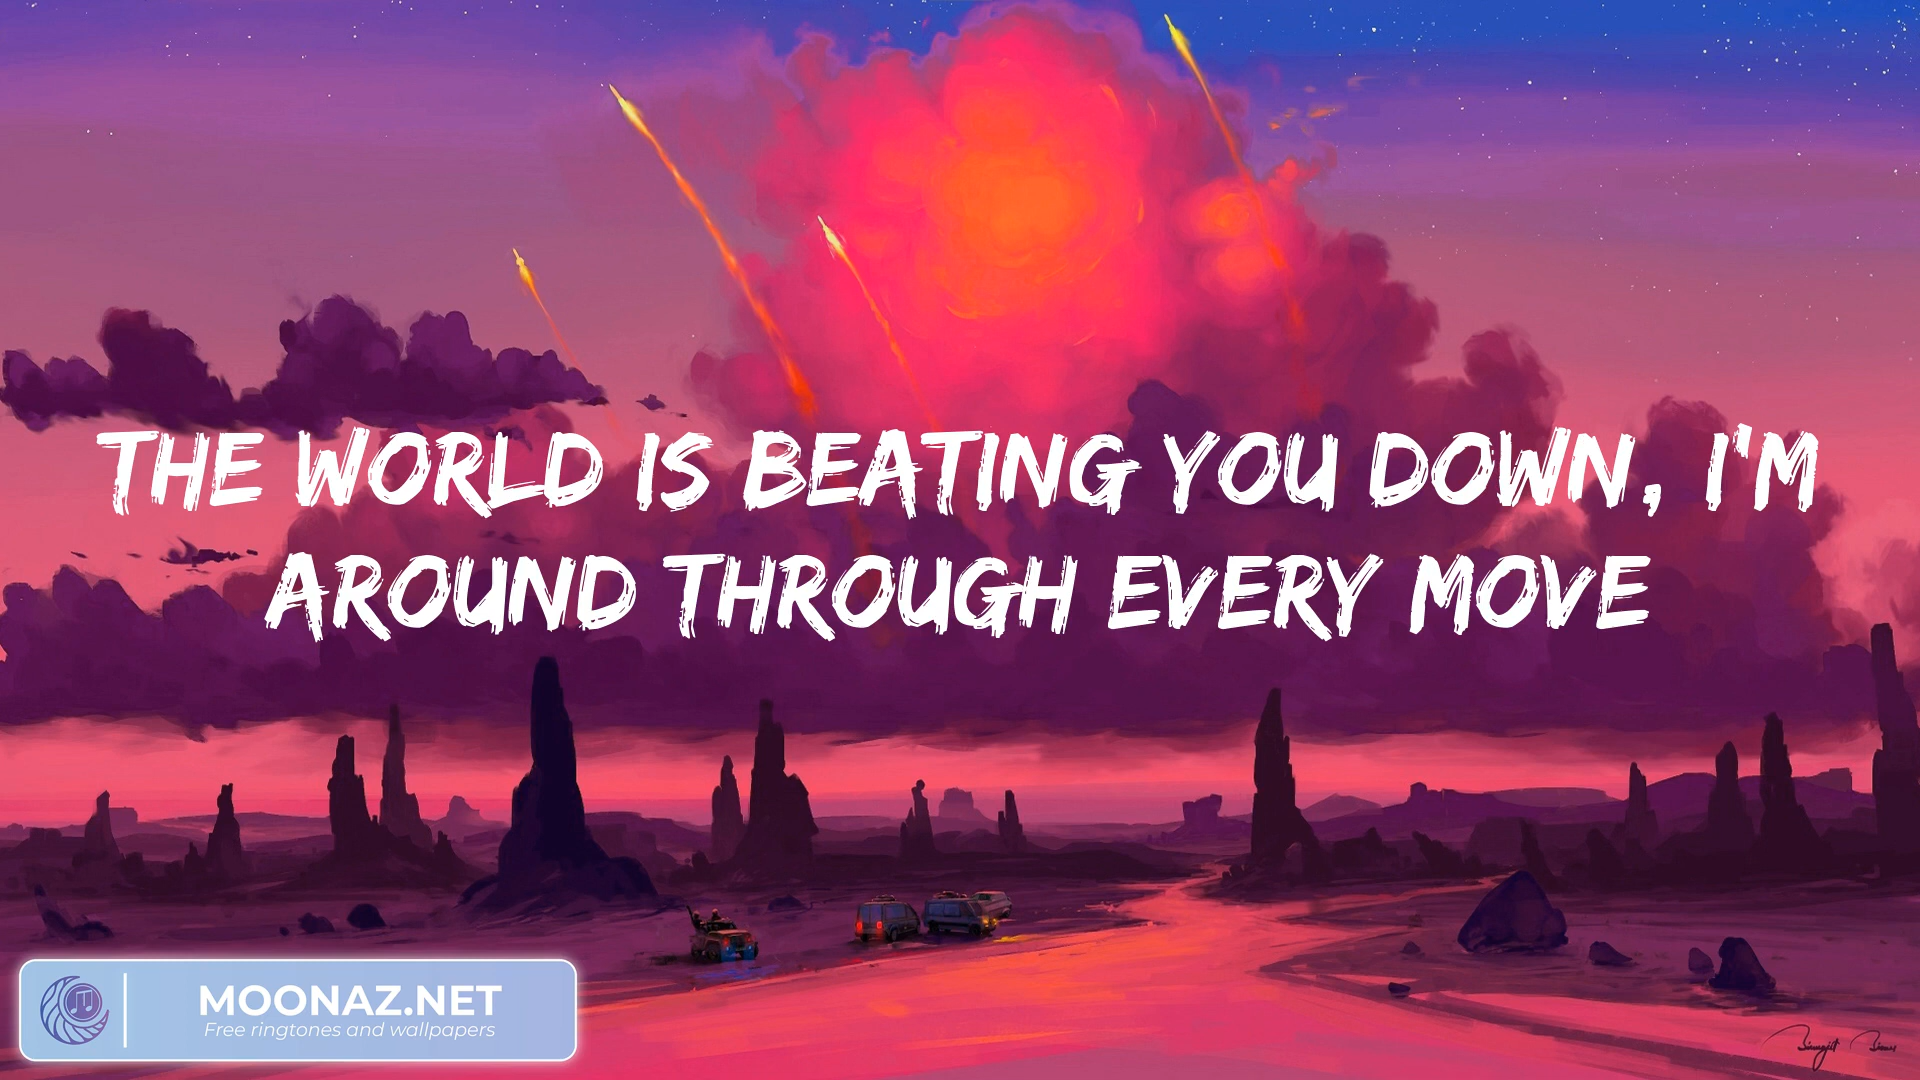 THE WORLD IS BEATING YOU DOWN, I'M
AROUND THROUGH EVERY MOVE
MOONAZ.NET
Free ringtones and wallpapers